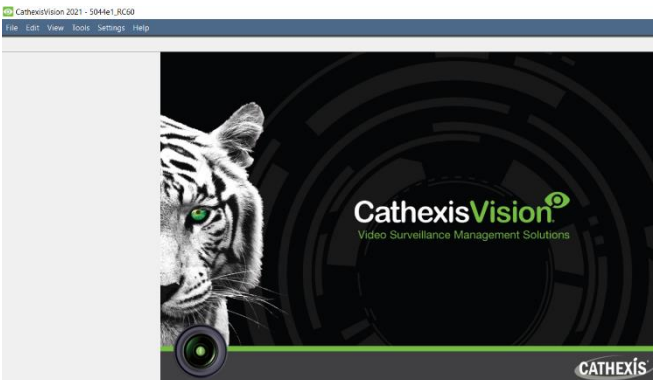 CathexisVision 2021 - 5044e1_RC60
File Edit View Tools Settings Help
CathexisVision
Video Surveillance Management Solutions
CATHEXIS